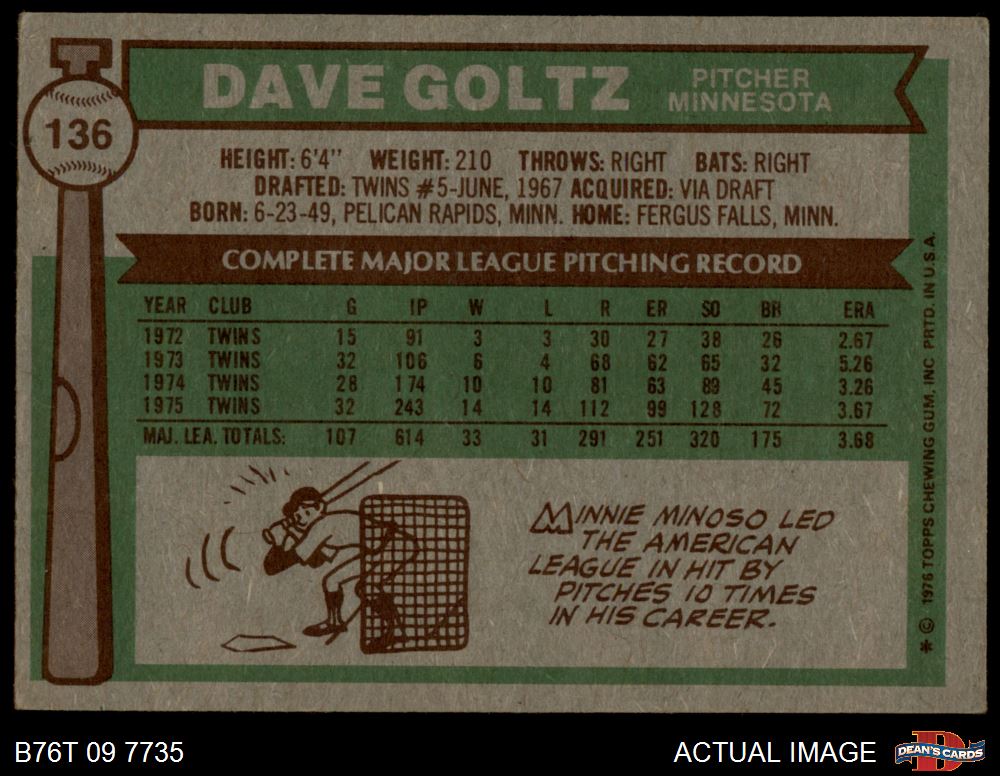 136
DAVE GOLTZ
PITCHER
MINNESOTA
HEIGHT: 6'4" WEIGHT: 210 THROWS: RIGHT BATS: RIGHT
DRAFTED: TWINS #5-JUNE, 1967 ACQUIRED: VIA DRAFT
BORN: 6-23-49, PELICAN RAPIDS, MINN. HOME: FERGUS FALLS, MINN.
COMPLETE MAJOR LEAGUE PITCHING RECORD
YEAR CLUB G IP W L R ER SO BB ERA
1972 TWINS 15 91 3 3 30 27 38 26 2.67
1973 TWINS 32 106 6 4 68 62 65 32 5.26
1974 TWINS 28 174 10 10 81 63 89 45 3.26
1975 TWINS 32 243 14 14 112 99 128 72 3.67
MAJ. LEA. TOTALS: 107 614 33 31 291 251 320 175 3.68
MINNIE MINOSO LED
THE AMERICAN
LEAGUE IN HIT BY
PITCHES 10 TIMES
IN HIS CAREER.
* © 1976 TOPPS CHEWING GUM, INC PRTD. IN U.S.A.
B76T 09 7735
ACTUAL IMAGE
DEAN'S CARDS